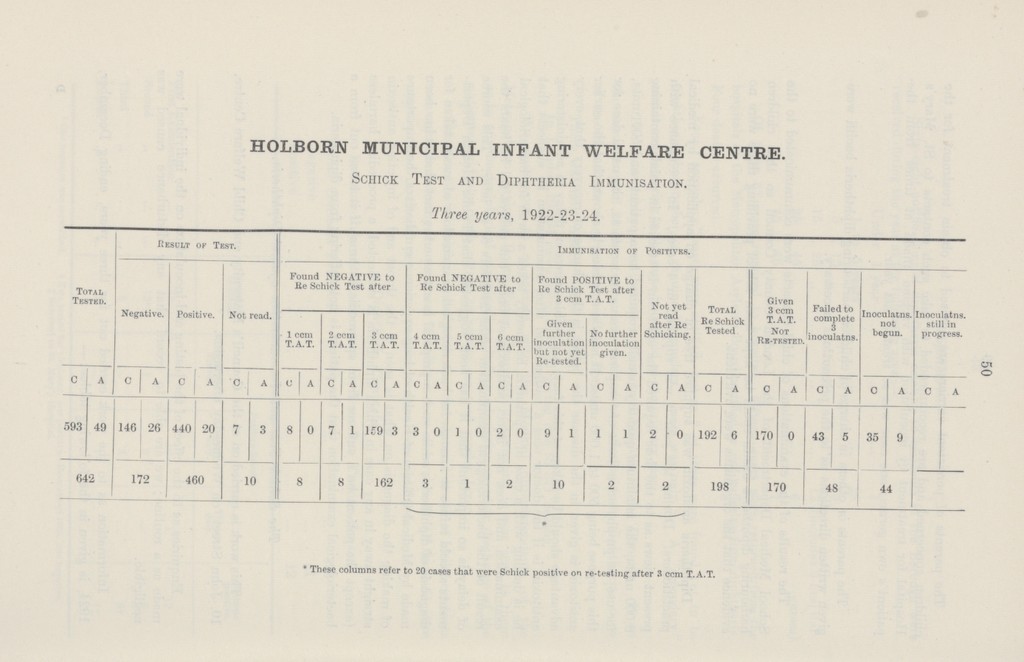 HOLBORN MUNICIPAL INFANT WELFARE CENTRE.
SCHICK TEST AND DIPHTHERIA IMMUNISATION.
Three years, 1922-23-24.
TOTAL TESTED. RESULT OF TEST. IMMUNISATION OF POSITIVES.
Negative. Positive. Not read. Found NEGATIVE to Re Schick Test after Found NEGATIVE to Re Schick Test after Found POSITIVE to Re Schick Test after 3 ccm T.A.T. Not yet read after Re Schicking. TOTAL Re Schick Tested Given 3 ccm T.A.T. NOT RE-TESTED. Failed to complete 3 inoculatns. Inoculatns. not begun. Inoculatns. still in progress.
1 ccm T.A.T. 2 ccm T.A.T. 3 ccm T.A.T. 4 ccm T.A.T. 5 ccm T.A.T. 6 ccm T.A.T. Given further inoculation but not yet Re-tested. No further inoculation given.
C A C A C A C A C A C A C A C A C A C A C A C A C A C A C A C A C A C A
593 49 146 26 440 20 7 3 8 0 7 1 159 3 3 0 1 0 2 0 9 1 1 1 2 0 192 6 170 0 43 5 35 9
642 172 460 10 8 8 162 3 1 2 10 2 2 198 170 48 44
*
* These columns refer to 20 cases that were Schick positive on re-testing after 3 ccm T.A.T.
50